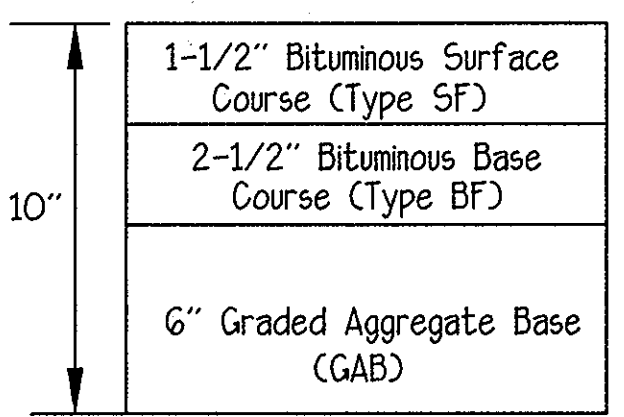 1-1/2" Bituminous Surface
Course (Type SF)
2-1/2" Bituminous Base
Course (Type BF)
10"
6" Graded Aggregate Base
(GAB)